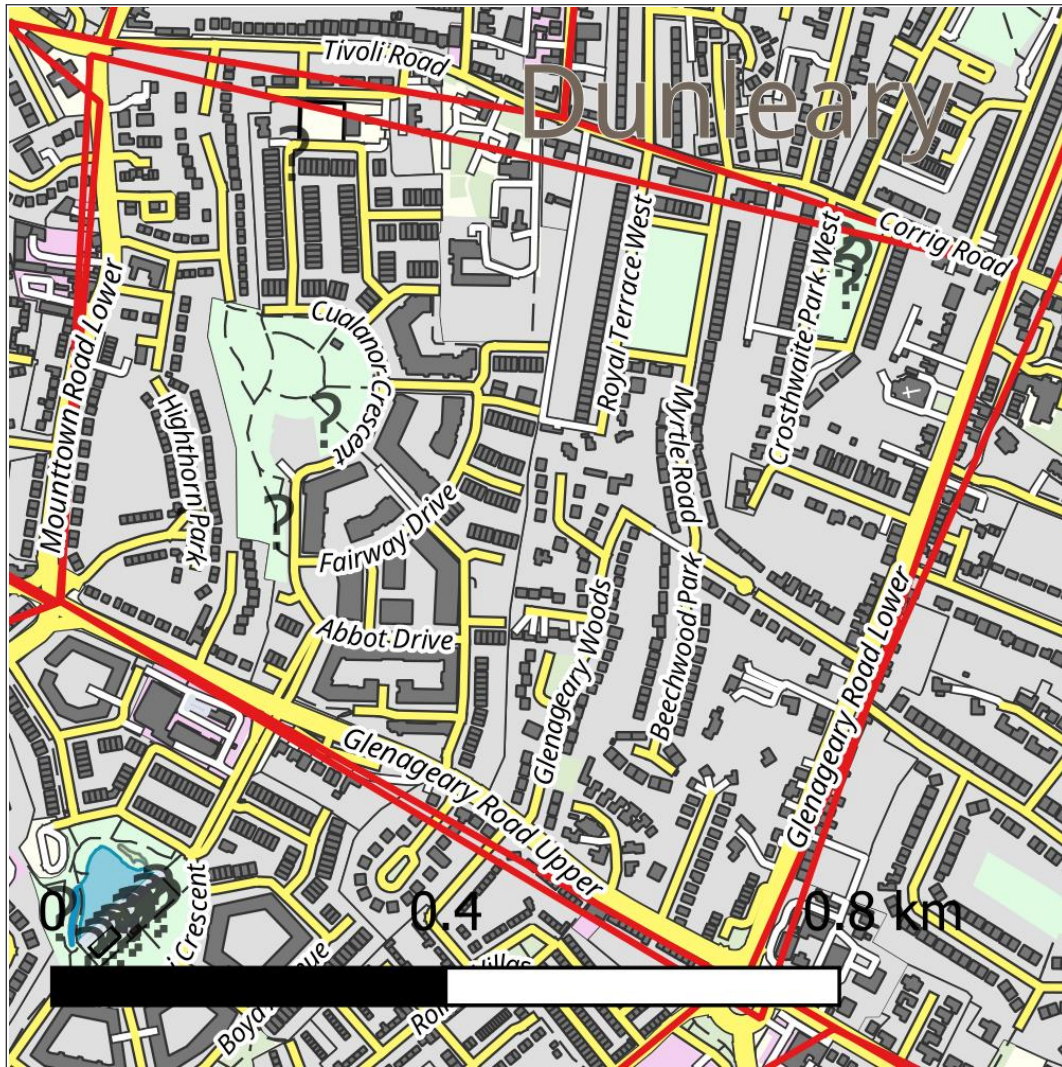 Tivoli Road
Dunleary
Corrig Road
Royal Terrace West
Crosthwaite Park West
Mounttown Road Lower
Cualanor Crescent
Highthorn Park
Myrtle Road
Fairway Drive
Abbot Drive
Glenageary Woods
Beechwood Park
Glenageary Road Lower
Glenageary Road Upper
Crescent
0
0.4
0.8 km